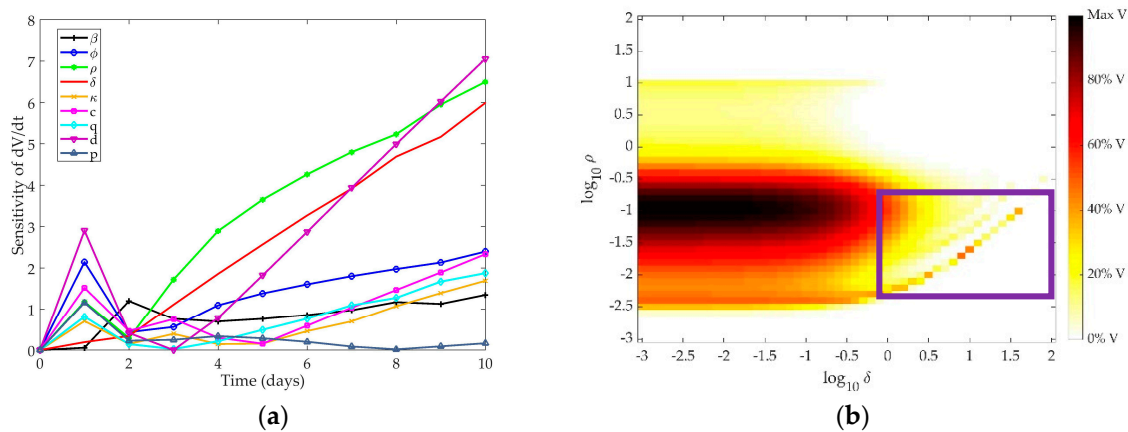 8
7
6
5
4
3
2
1
0
Sensitivity of dV/dt
β
ϕ
ρ
δ
κ
c
q
d
p
0 2 4 6 8 10
Time (days)
(a)
2
1
0.5
0
-0.5
-1
-1.5
-2
-2.5
-3
log10 ρ
-3 -2.5 -2 -1.5 -1 -0.5 0 0.5 1 1.5 2
log10 δ
Max V
80% V
60% V
40% V
20% V
0% V
(b)